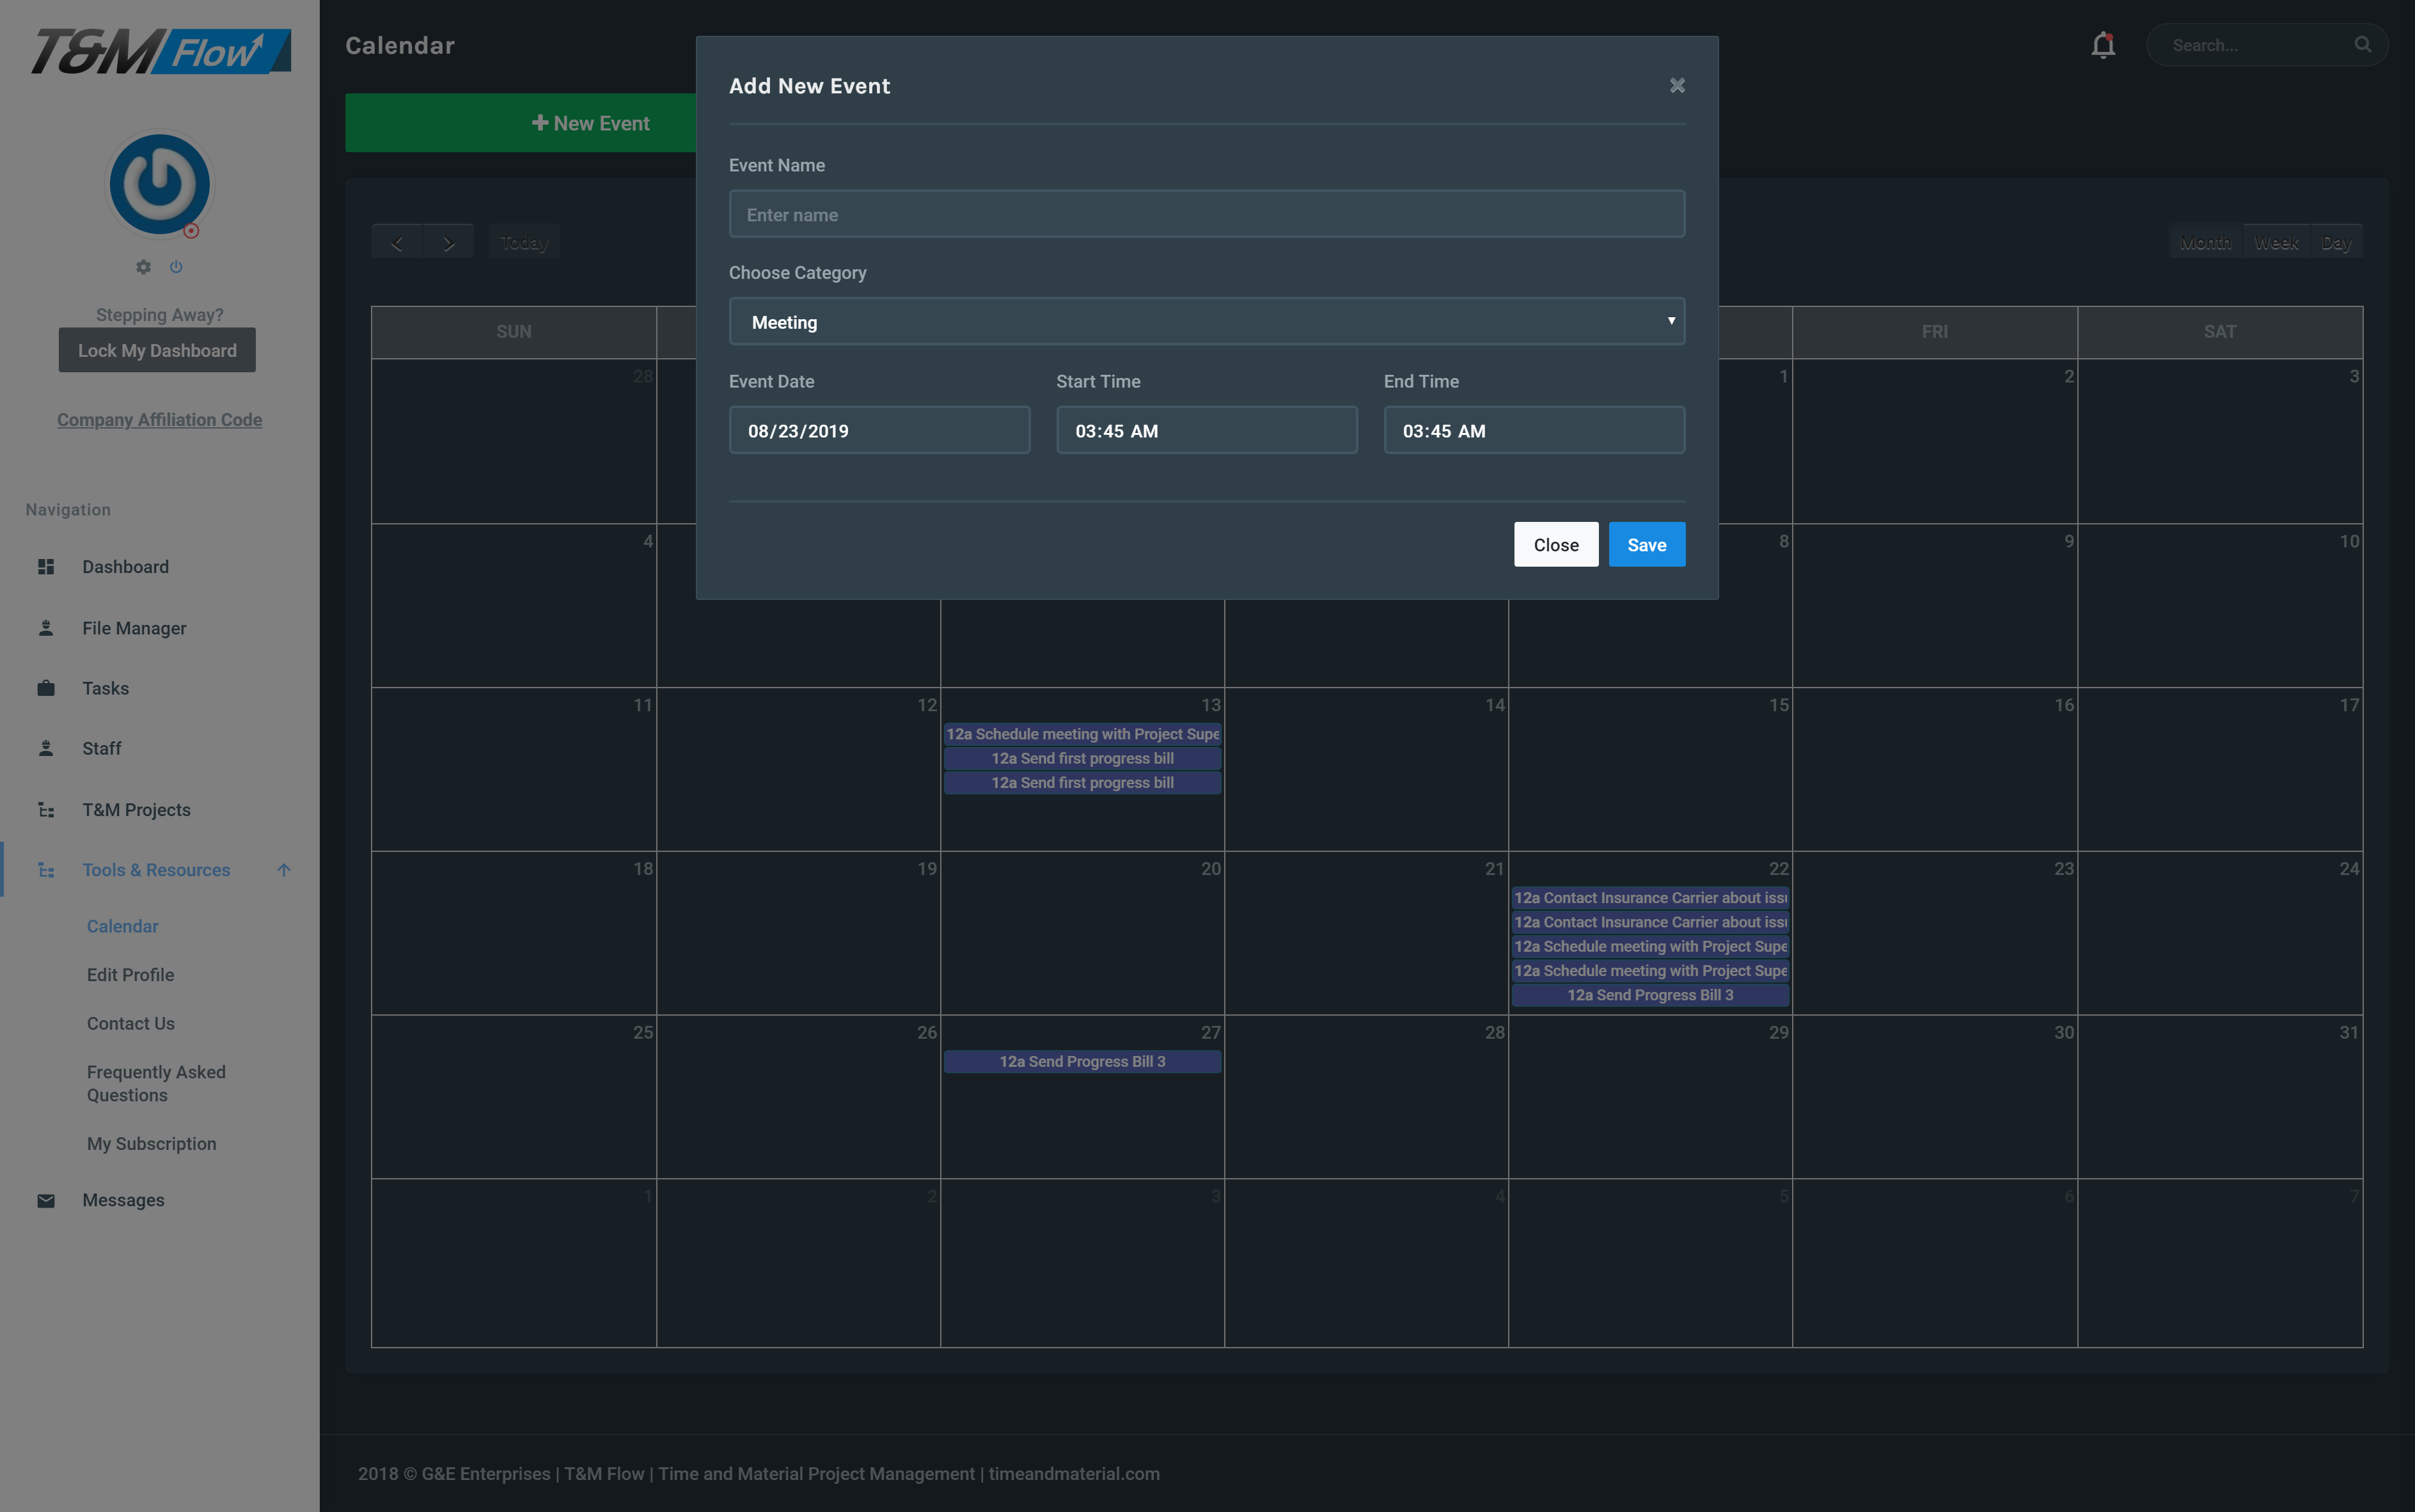 T&M Flow
Stepping Away?
Lock My Dashboard
Company Affiliation Code
Navigation
Dashboard
File Manager
Tasks
Staff
T&M Projects
Tools & Resources
Calendar
Edit Profile
Contact Us
Frequently Asked
Questions
My Subscription
Messages
Calendar
Search...
New Event
Add New Event
Event Name
Enter name
Choose Category
Meeting
Event Date Start Time End Time
08/23/2019 03:45 AM 03:45 AM
Close Save
Today
Month Week Day
SUN FRI SAT
28 1 2 3
4 8 9 10
11 12 13 14 15 16 17
12a Schedule meeting with Project Supe
12a Send first progress bill
12a Send first progress bill
18 19 20 21 22 23 24
12a Contact Insurance Carrier about iss
12a Contact Insurance Carrier about iss
12a Schedule meeting with Project Supe
12a Schedule meeting with Project Supe
12a Send Progress Bill 3
25 26 27 28 29 30 31
12a Send Progress Bill 3
1 2 3 4 5 6 7
2018 © G&E Enterprises | T&M Flow | Time and Material Project Management | timeandmaterial.com